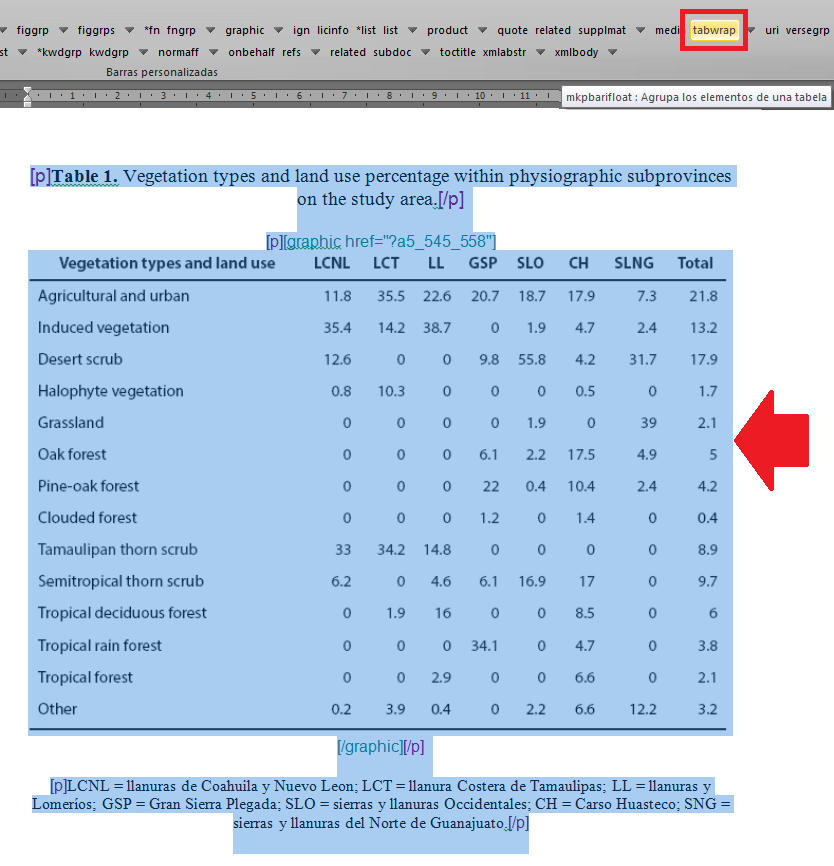 figgrp figgrps *fn fngrp graphic ign licinfo *list list product quote related supplmat medi tabwrap uri versegrp
st *kwdgrp kwdgrp normaff onbehalf refs related subdoc toctitle xmlabstr xmlbody
Barras personalizadas
1 2 3 4 5 6 7 8 9 10 11
mkpbarifloat : Agrupa los elementos de una tabela
[p]Table 1. Vegetation types and land use percentage within physiographic subprovinces
on the study area.[/p]
[p][graphic href="?a5_545_558"]
Vegetation types and land use LCNL LCT LL GSP SLO CH SLNG Total
Agricultural and urban 11.8 35.5 22.6 20.7 18.7 17.9 7.3 21.8
Induced vegetation 35.4 14.2 38.7 0 1.9 4.7 2.4 13.2
Desert scrub 12.6 0 0 9.8 55.8 4.2 31.7 17.9
Halophyte vegetation 0.8 10.3 0 0 0 0.5 0 1.7
Grassland 0 0 0 0 1.9 0 39 2.1
Oak forest 0 0 0 6.1 2.2 17.5 4.9 5
Pine-oak forest 0 0 0 22 0.4 10.4 2.4 4.2
Clouded forest 0 0 0 1.2 0 1.4 0 0.4
Tamaulipan thorn scrub 33 34.2 14.8 0 0 0 0 8.9
Semitropical thorn scrub 6.2 0 4.6 6.1 16.9 17 0 9.7
Tropical deciduous forest 0 1.9 16 0 0 8.5 0 6
Tropical rain forest 0 0 0 34.1 0 4.7 0 3.8
Tropical forest 0 0 2.9 0 0 6.6 0 2.1
Other 0.2 3.9 0.4 0 2.2 6.6 12.2 3.2
[/graphic][/p]
[p]LCNL = llanuras de Coahuila y Nuevo Leon; LCT = llanura Costera de Tamaulipas; LL = llanuras y
Lomeríos; GSP = Gran Sierra Plegada; SLO = sierras y llanuras Occidentales; CH = Carso Huasteco; SNG =
sierras y llanuras del Norte de Guanajuato.[/p]